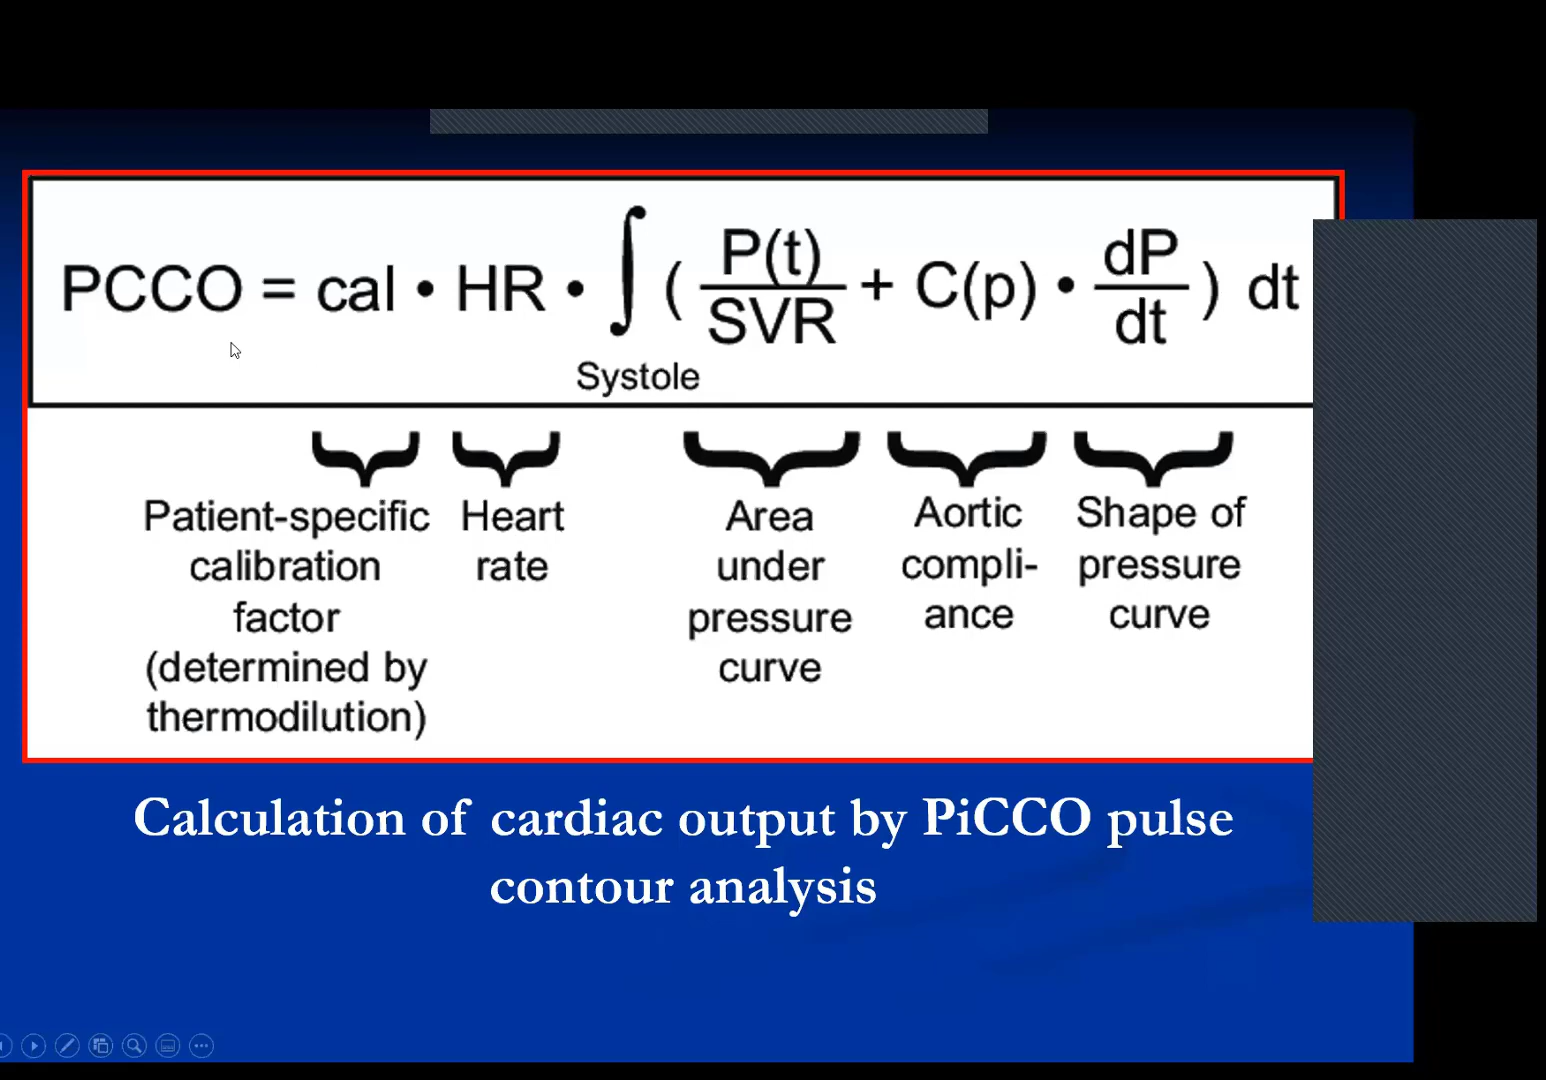 PCCO = cal • HR • ∫ ( P(t)/SVR + C(p) • dP/dt ) dt
Systole
Patient-specific
calibration
factor
(determined by
thermodilution)
Heart
rate
Area
under
pressure
curve
Aortic
compli-
ance
Shape of
pressure
curve
Calculation of cardiac output by PiCCO pulse
contour analysis